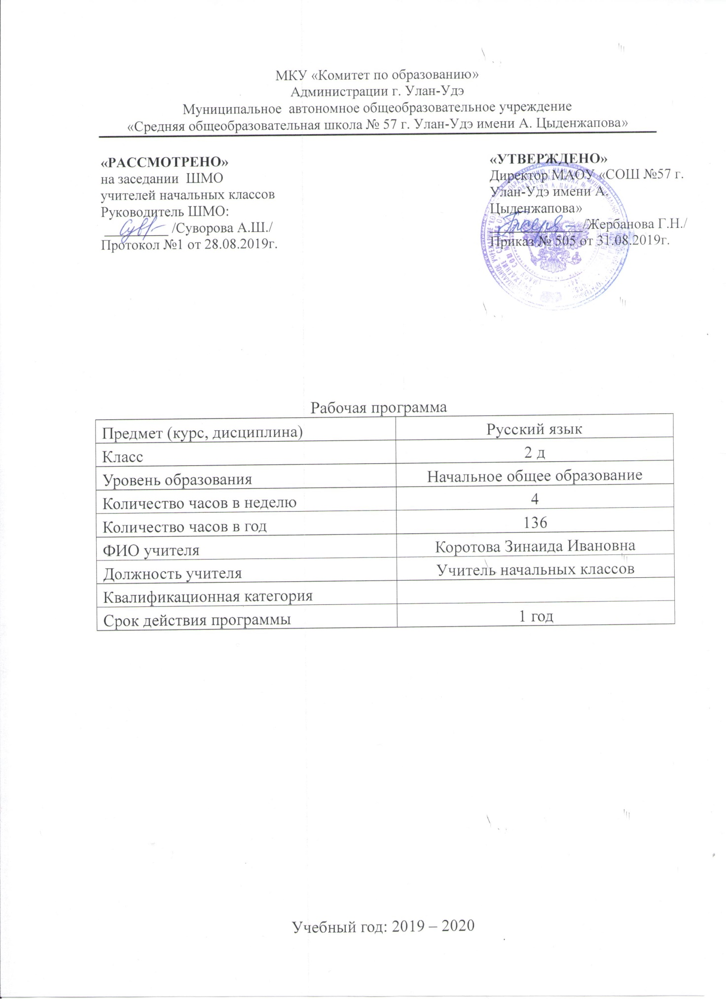 МКУ «Комитет по образованию»
Администрации г. Улан-Удэ
Муниципальное автономное общеобразовательное учреждение
«Средняя общеобразовательная школа № 57 г. Улан-Удэ имени А. Цыденжапова»
«РАССМОТРЕНО»
на заседании ШМО
учителей начальных классов
Руководитель ШМО:
/Суворова А.Ш./
Протокол №1 от 28.08.2019г.
«УТВЕРЖДЕНО»
Директор МАОУ «СОШ №57 г.
Улан-Удэ имени А.
Цыденжапова»
/Жербанова Г.Н./
Приказ № 505 от 31.08.2019г.
Рабочая программа
Предмет (курс, дисциплина) Русский язык
Класс 2 д
Уровень образования Начальное общее образование
Количество часов в неделю 4
Количество часов в год 136
ФИО учителя Коротова Зинаида Ивановна
Должность учителя Учитель начальных классов
Квалификационная категория
Срок действия программы 1 год
Учебный год: 2019 – 2020